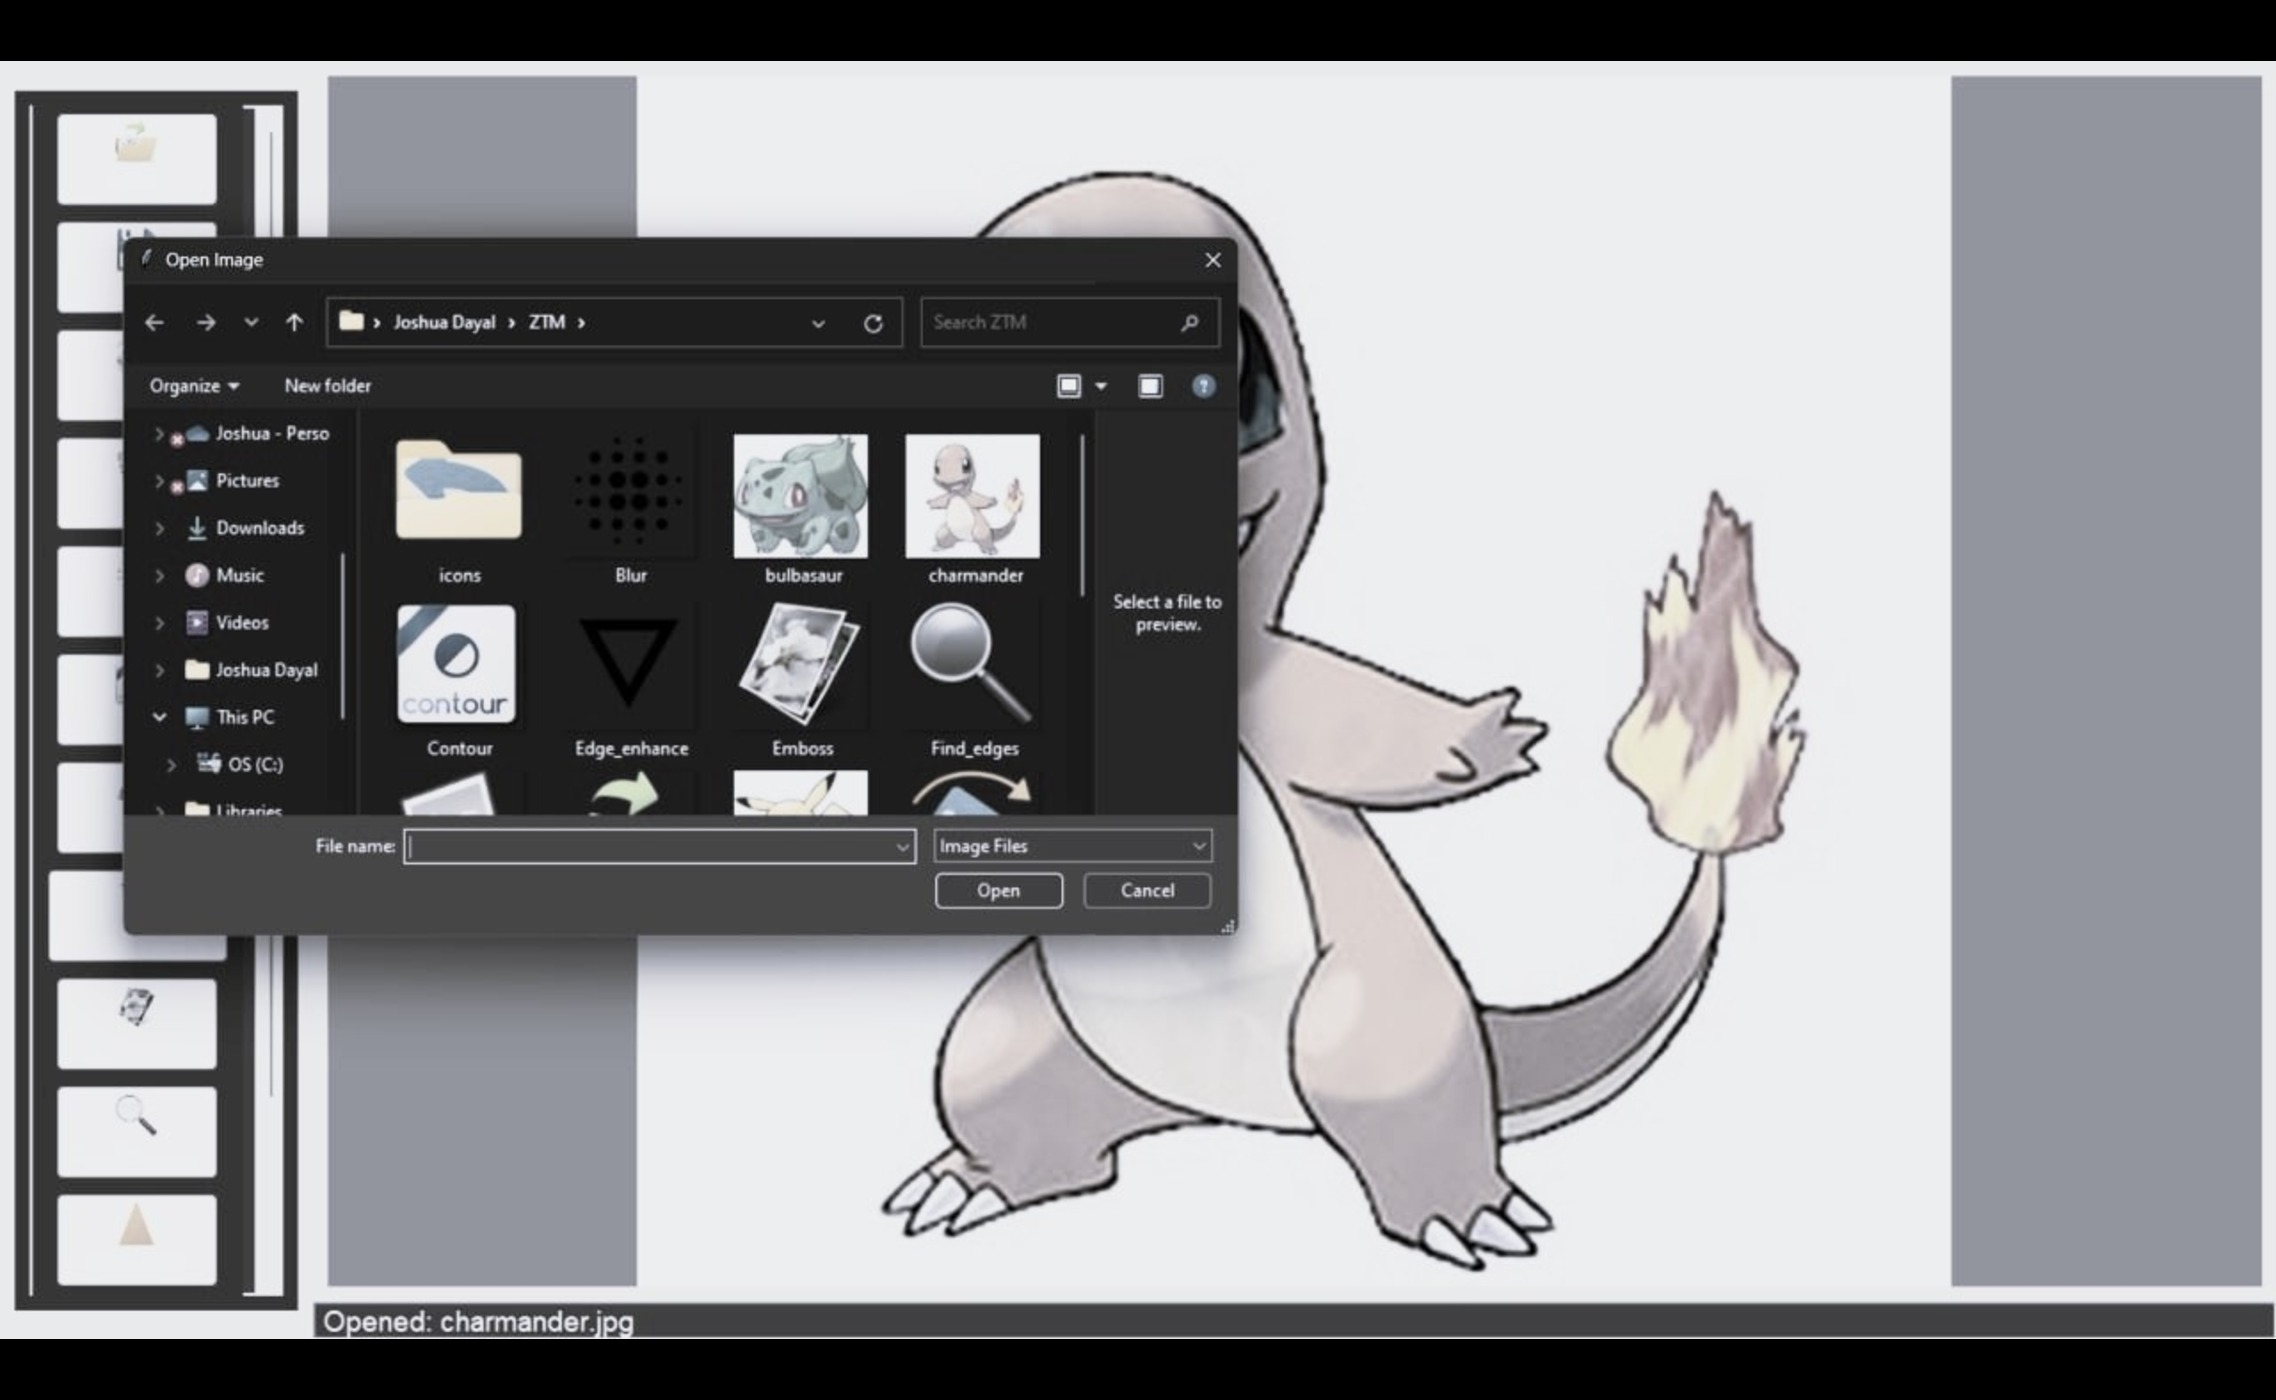 Open Image
Joshua Dayal
ZTM
Search ZTM
Organize
New folder
Joshua - Perso
Pictures
Downloads
Music
Videos
Joshua Dayal
This PC
OS (C:)
Libraries
icons
Blur
bulbasaur
charmander
contour
Contour
Edge_enhance
Emboss
Find_edges
Select a file to
preview.
File name:
Image Files
Open
Cancel
Opened: charmander.jpg